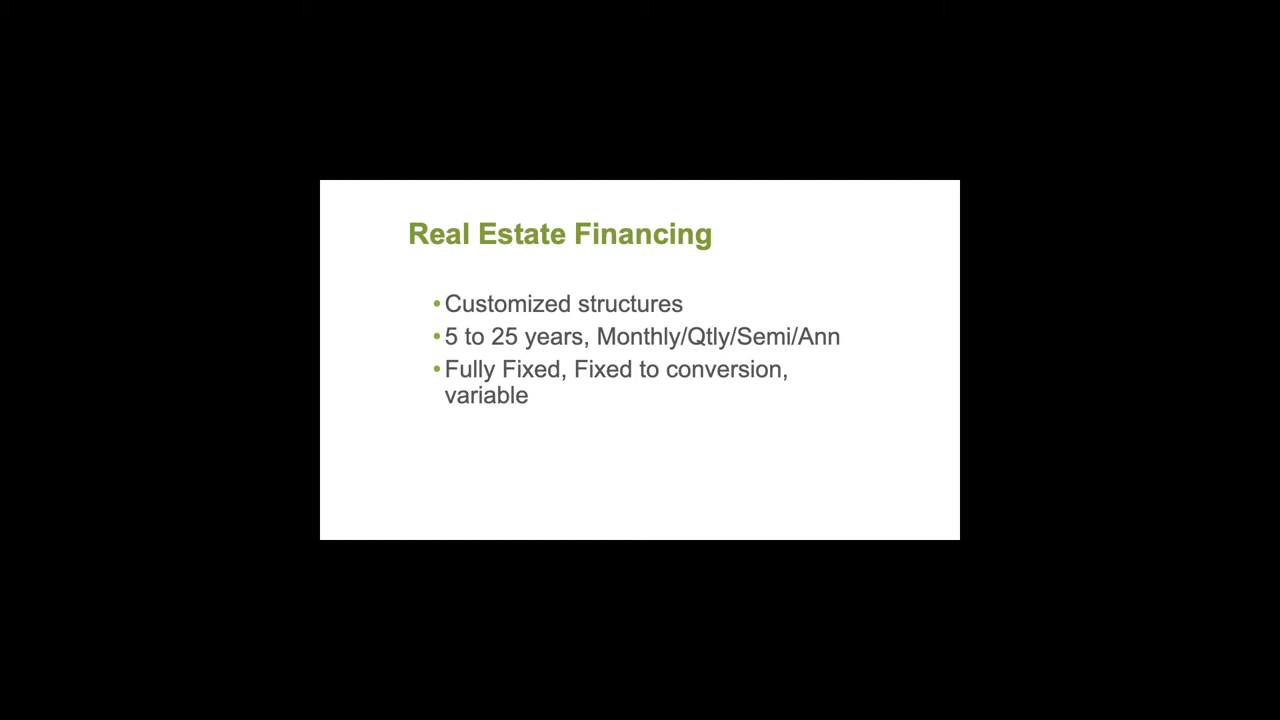 Real Estate Financing
•Customized structures
•5 to 25 years, Monthly/Qtly/Semi/Ann
•Fully Fixed, Fixed to conversion,
variable